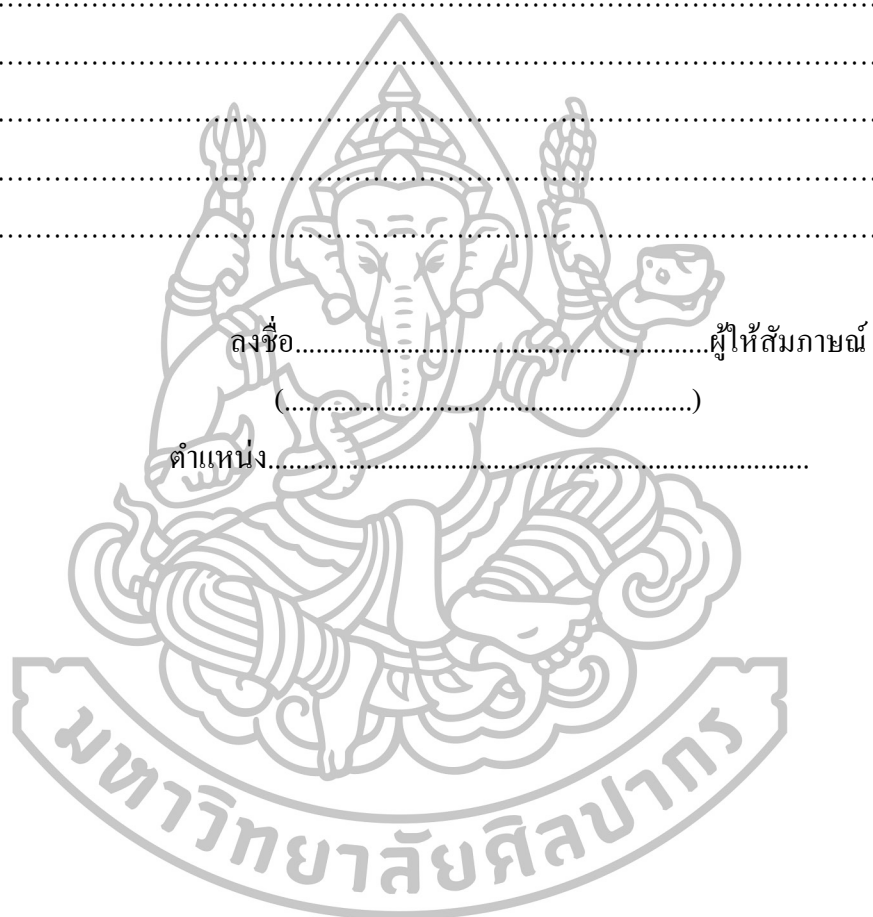 ................................................................................................
................................................................................................
................................................................................................
................................................................................................
................................................................................................
ลงชื่อ............................................................ผู้ให้สัมภาษณ์
(...........................................................)
ตำแหน่ง..............................................................................
มหาวิทยาลัยศิลปากร